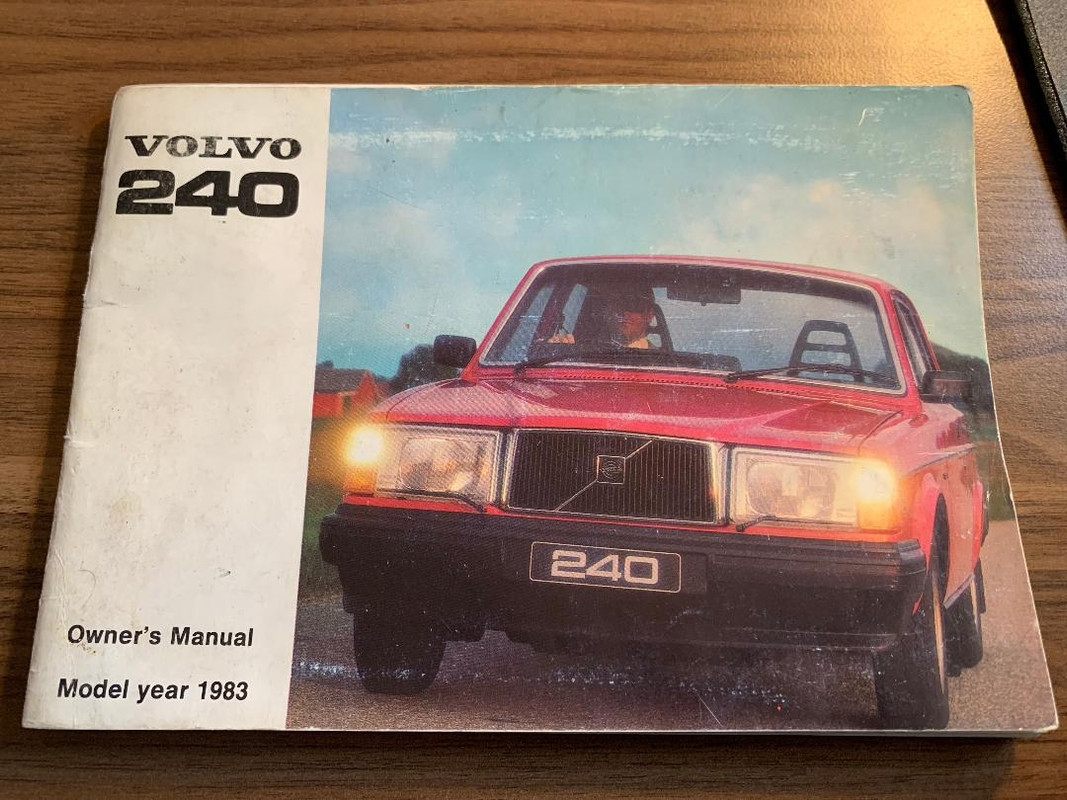 VOLVO
240
240
Owner's Manual
Model year 1983